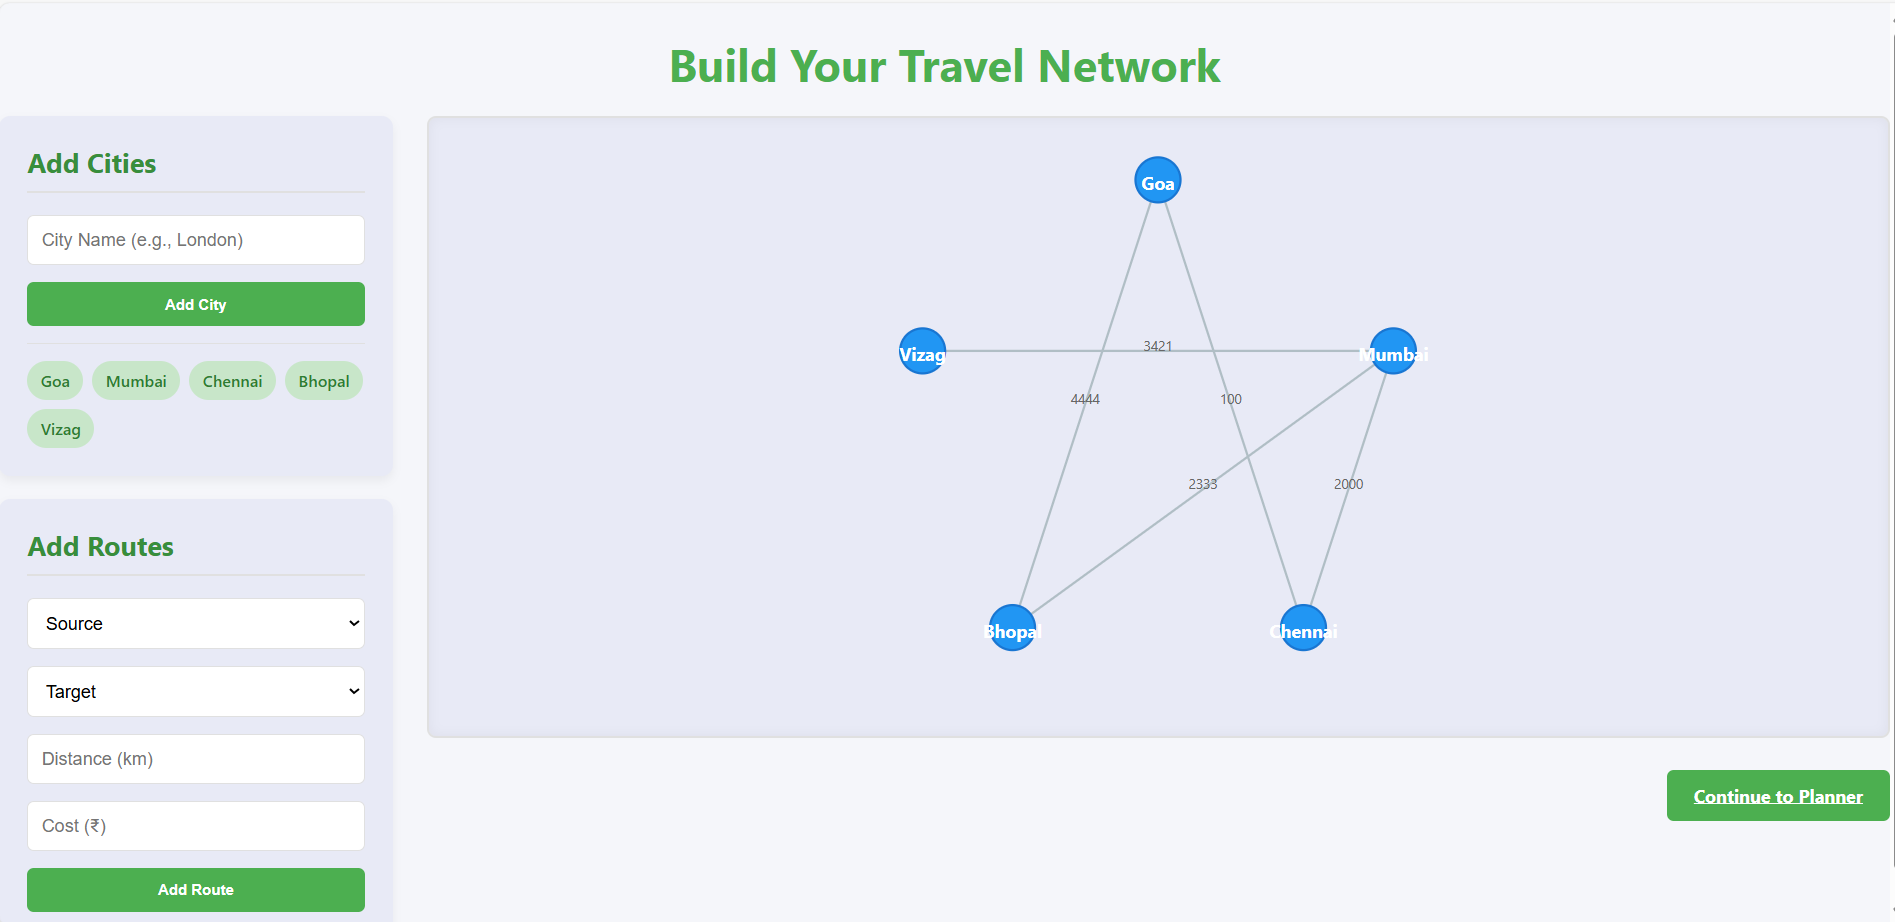 Build Your Travel Network
Add Cities
City Name (e.g., London)
Add City
Goa Mumbai Chennai Bhopal
Vizag
Add Routes
Source
Target
Distance (km)
Cost (₹)
Add Route
Goa
Vizag
3421
Mumbai
4444
100
2333
2000
Bhopal
Chennai
Continue to Planner